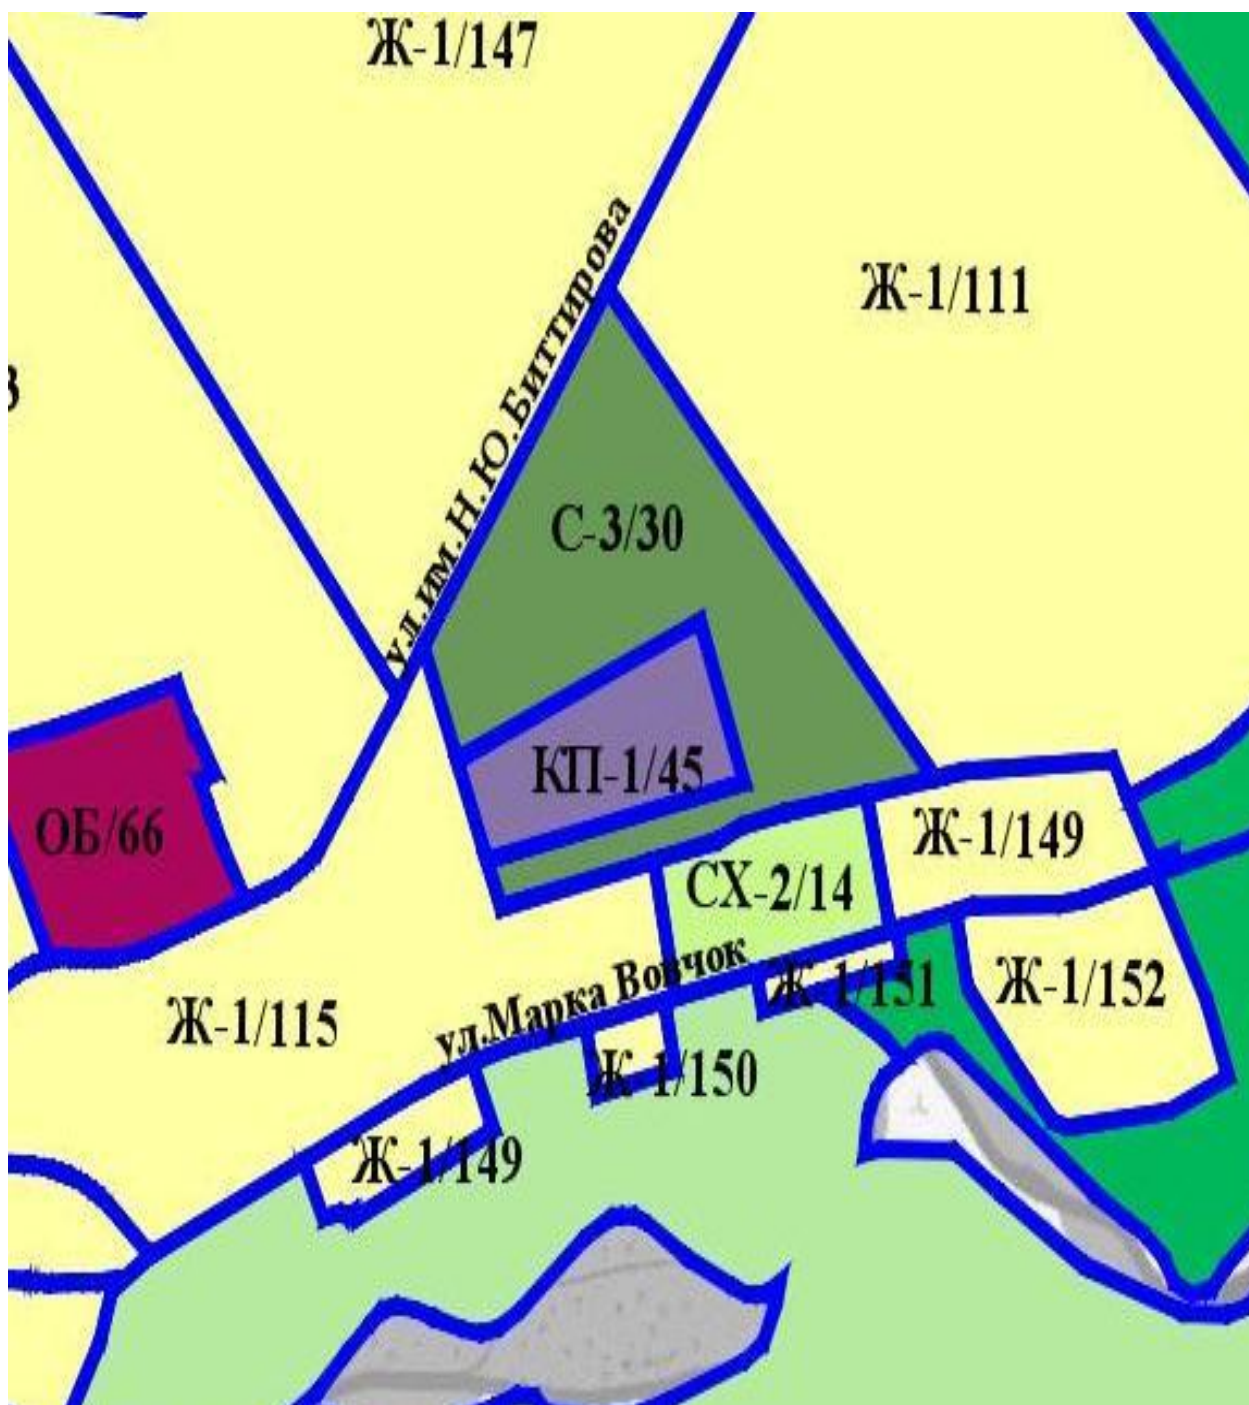 Ж-1/147
ул.им.Н.Ю.Биттирова
Ж-1/111
3
С-3/30
КП-1/45
ОБ/66
Ж-1/149
СХ-2/14
ул.Марка Вовчок
Ж-1/151
Ж-1/152
Ж-1/115
Ж-1/150
Ж-1/149